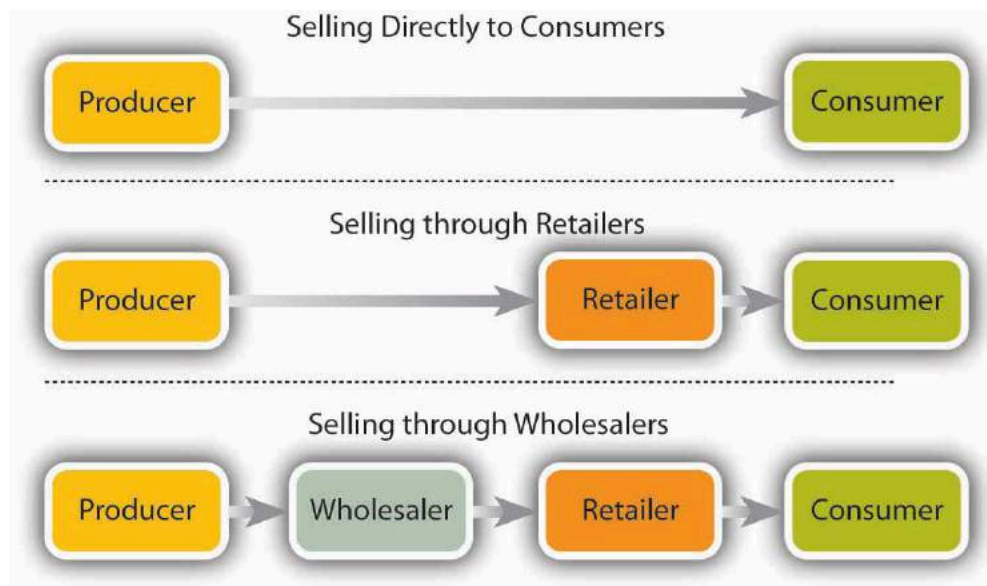 Selling Directly to Consumers
Producer
Consumer
Selling through Retailers
Producer
Retailer
Consumer
Selling through Wholesalers
Producer
Wholesaler
Retailer
Consumer